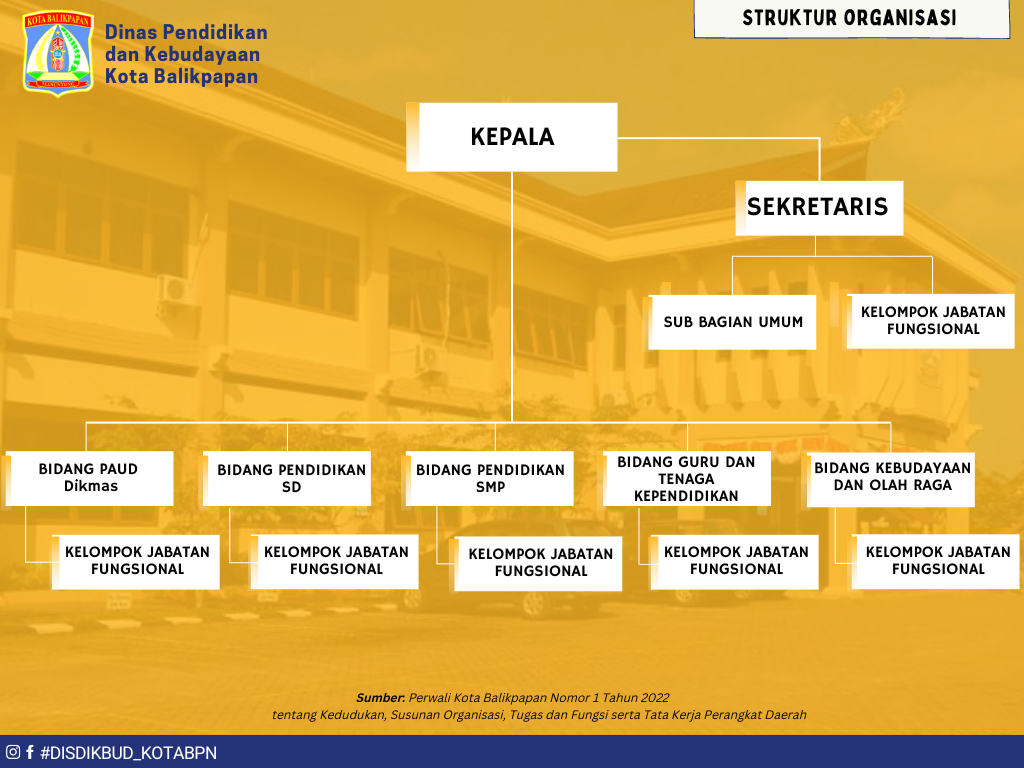 KOTA BALIKPAPAN
Dinas Pendidikan
dan Kebudayaan
Kota Balikpapan
STRUKTUR ORGANISASI
KEPALA
SEKRETARIS
SUB BAGIAN UMUM
KELOMPOK JABATAN
FUNGSIONAL
BIDANG PAUD
Dikmas
BIDANG PENDIDIKAN
SD
BIDANG PENDIDIKAN
SMP
BIDANG GURU DAN
TENAGA
KEPENDIDIKAN
BIDANG KEBUDAYAAN
DAN OLAH RAGA
KELOMPOK JABATAN
FUNGSIONAL
KELOMPOK JABATAN
FUNGSIONAL
KELOMPOK JABATAN
FUNGSIONAL
KELOMPOK JABATAN
FUNGSIONAL
KELOMPOK JABATAN
FUNGSIONAL
Sumber: Perwali Kota Balikpapan Nomor 1 Tahun 2022
tentang Kedudukan, Susunan Organisasi, Tugas dan Fungsi serta Tata Kerja Perangkat Daerah
#DISDIKBUD_KOTABPN